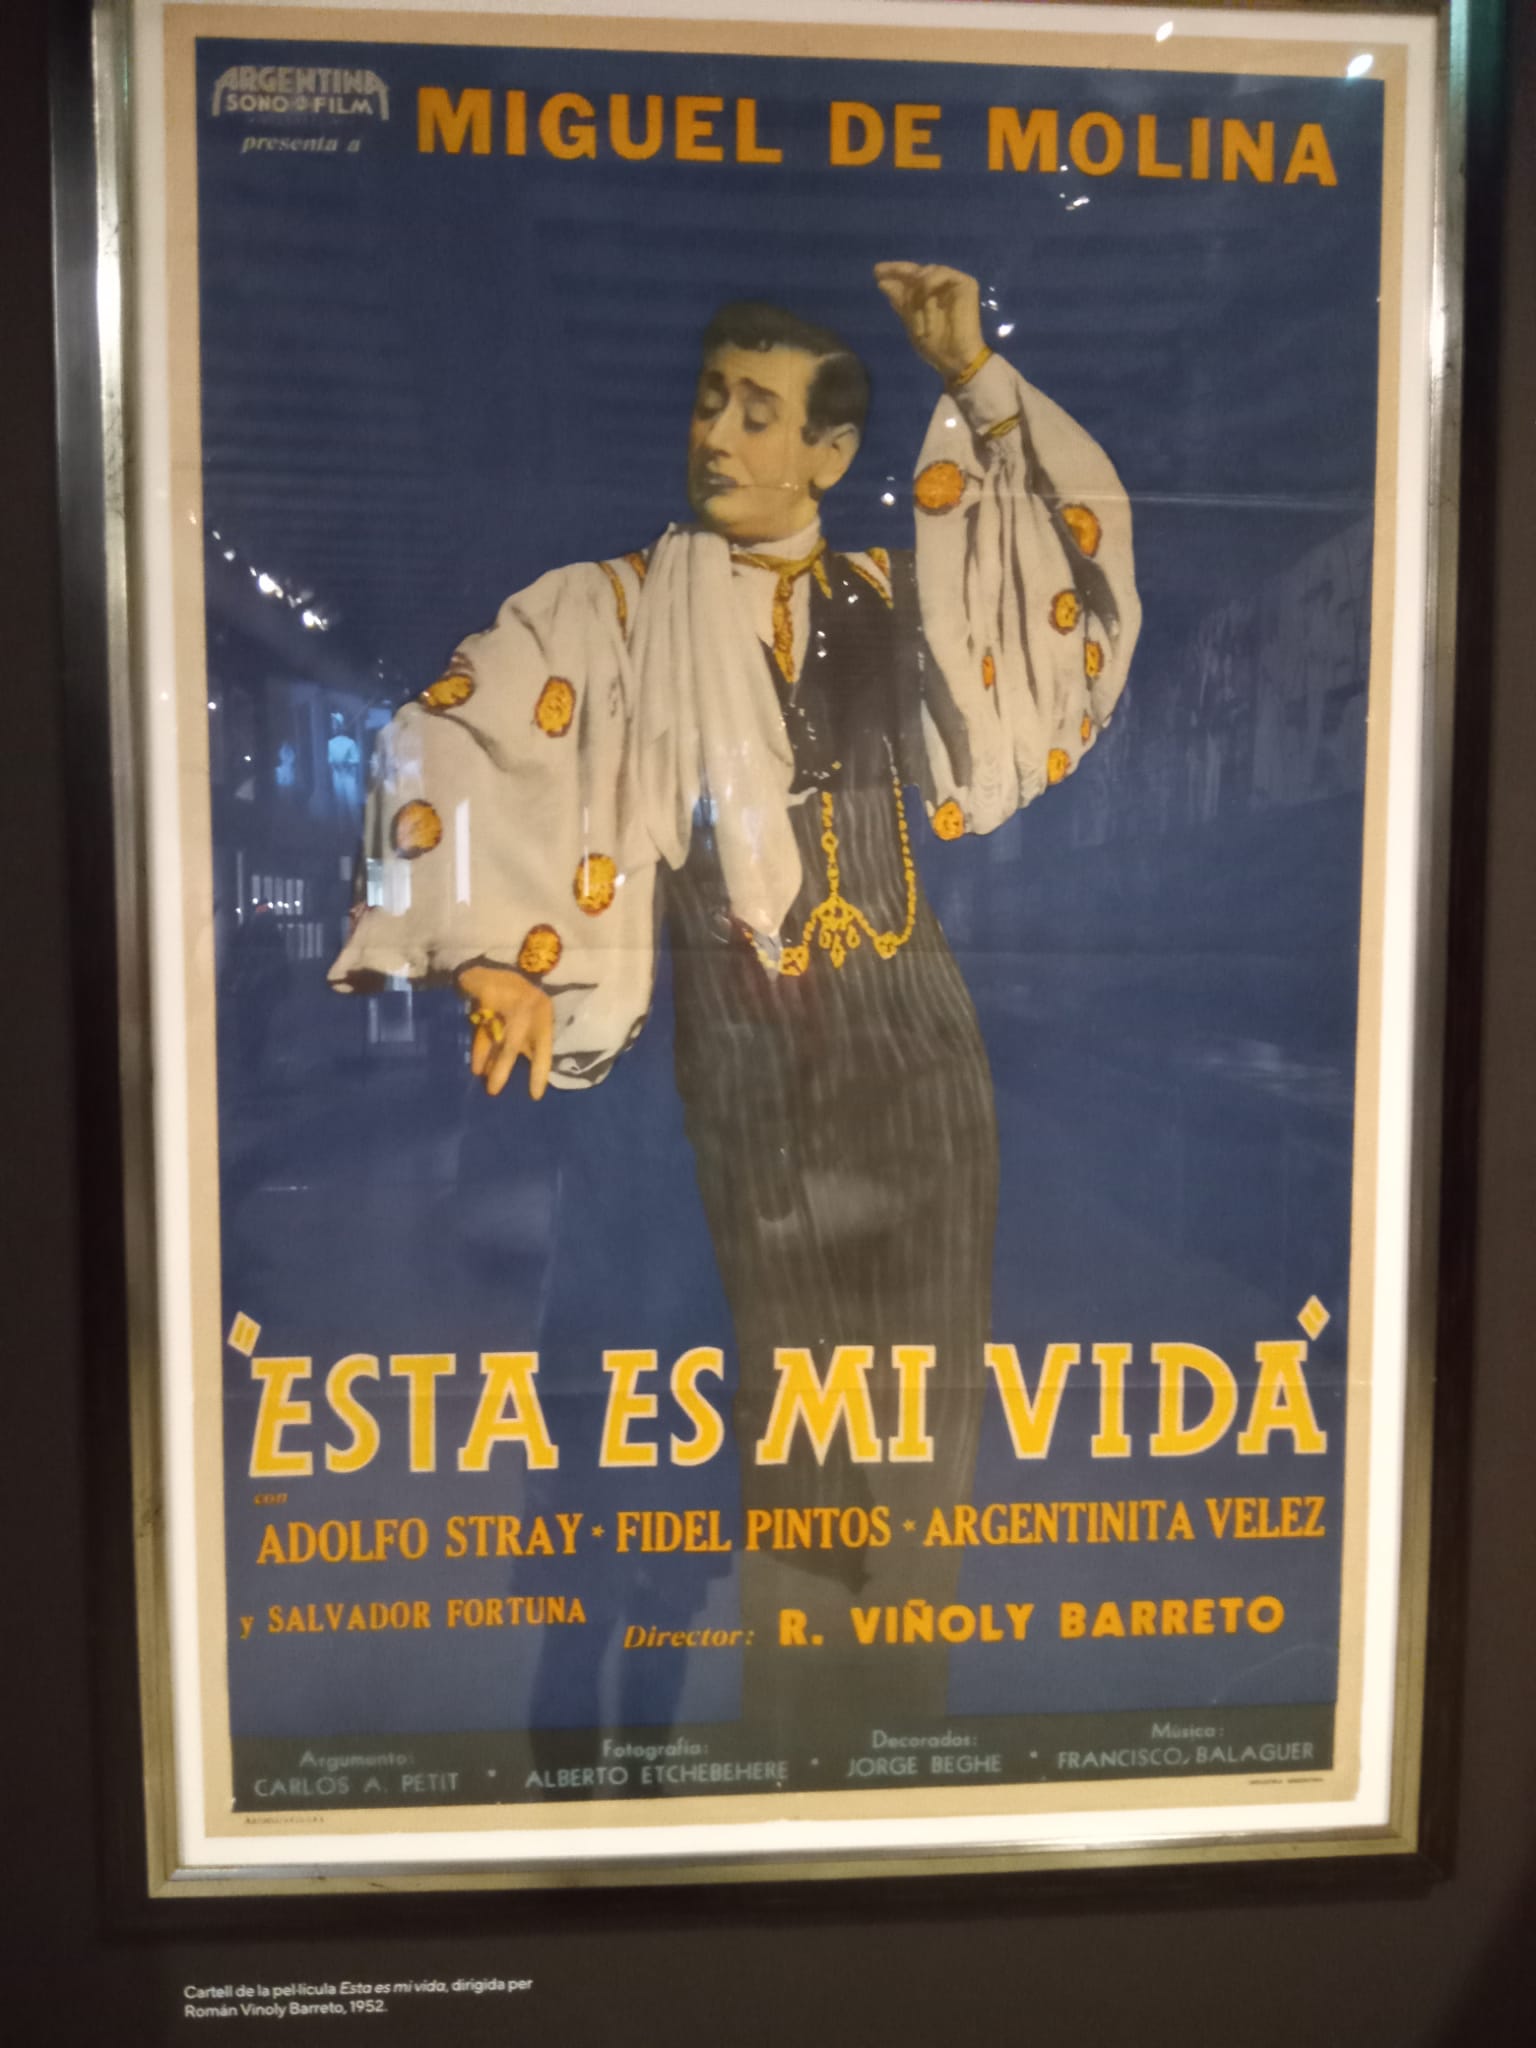 ARGENTINA
SONO FILM
presenta a
MIGUEL DE MOLINA
"ESTA ES MI VIDA"
con
ADOLFO STRAY * FIDEL PINTOS * ARGENTINITA VELEZ
y SALVADOR FORTUNA
Director: R. VIÑOLY BARRETO
Argumento: Fotografía: Decorados: Música:
CARLOS A. PETIT * ALBERTO ETCHEBEHERE * JORGE BEGHE * FRANCISCO BALAGUER
Cartell de la pel·lícula Esta es mi vida, dirigida per
Román Vinoly Barreto, 1952.